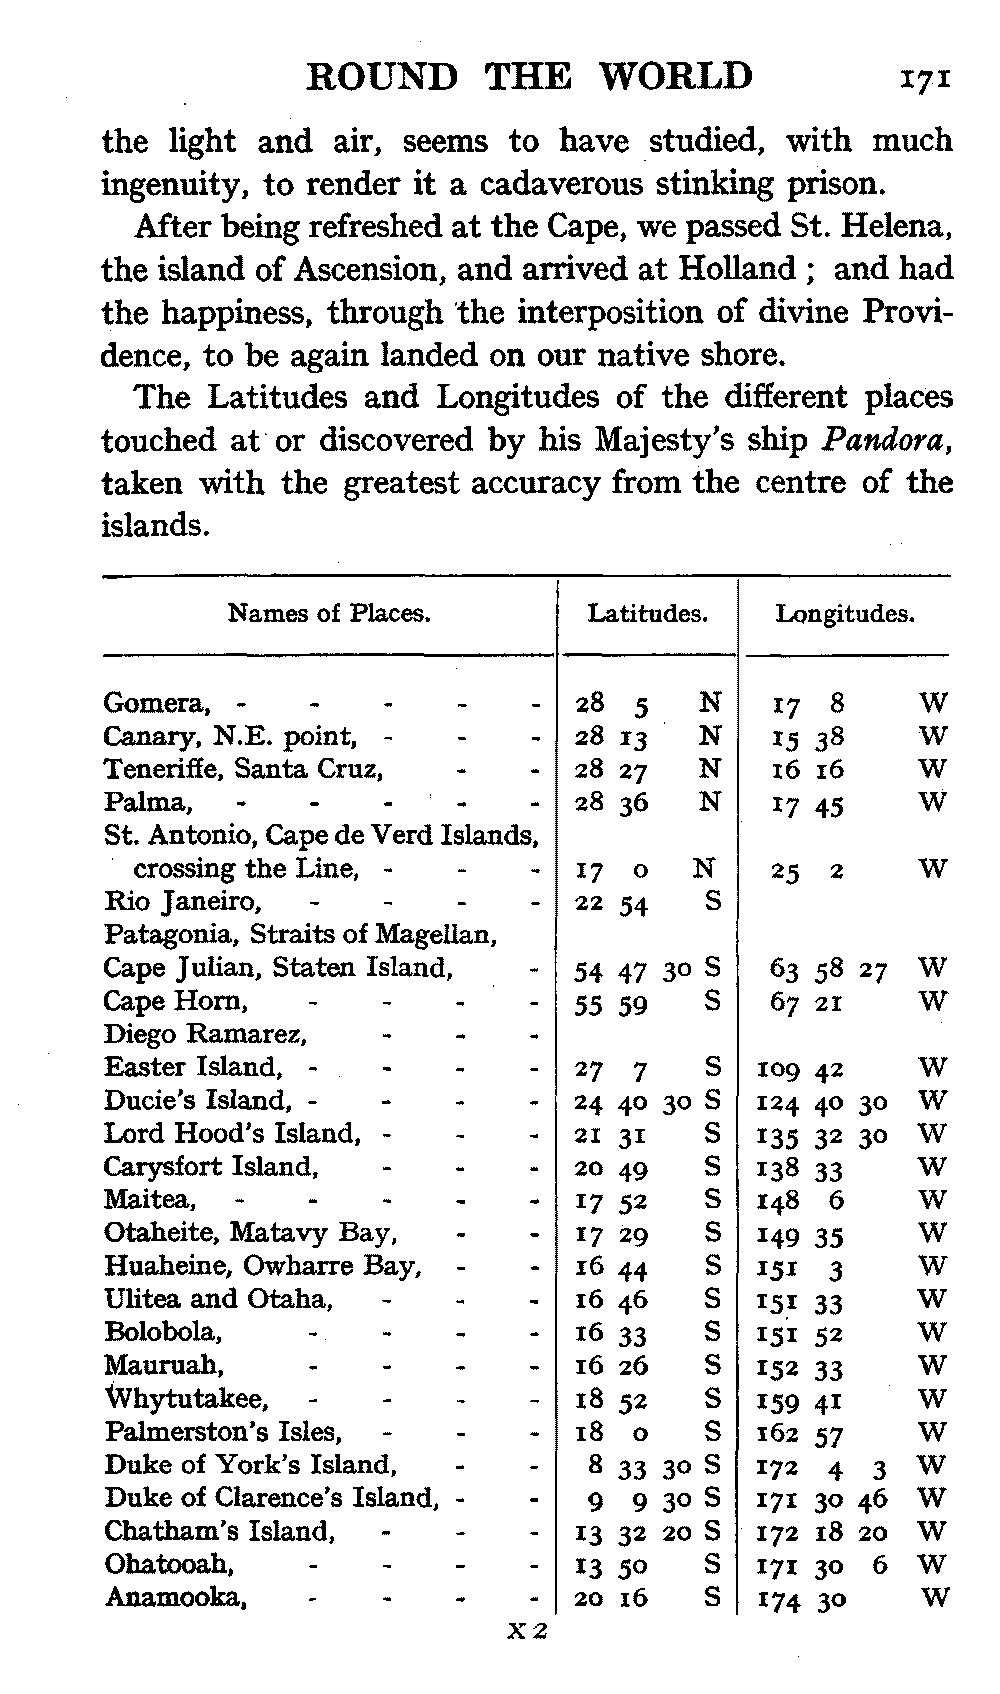 ROUND THE WORLD 171
the light and air, seems to have studied, with much
ingenuity, to render it a cadaverous stinking prison.
After being refreshed at the Cape, we passed St. Helena,
the island of Ascension, and arrived at Holland ; and had
the happiness, through the interposition of divine Provi-
dence, to be again landed on our native shore.
The Latitudes and Longitudes of the different places
touched at or discovered by his Majesty's ship Pandora,
taken with the greatest accuracy from the centre of the
islands.
Names of Places. Latitudes. Longitudes.
Gomera, - - - - - 28 5 N 17 8 W
Canary, N.E. point, - - - 28 13 N 15 38 W
Teneriffe, Santa Cruz, - - 28 27 N 16 16 W
Palma, - - - - - 28 36 N 17 45 W
St. Antonio, Cape de Verd Islands,
crossing the Line, - - - 17 0 N 25 2 W
Rio Janeiro, - - - - 22 54 S
Patagonia, Straits of Magellan,
Cape Julian, Staten Island, - 54 47 30 S 63 58 27 W
Cape Horn, - - - - 55 59 S 67 21 W
Diego Ramarez, - - -
Easter Island, - - - - 27 7 S 109 42 W
Ducie's Island, - - - - 24 40 30 S 124 40 30 W
Lord Hood's Island, - - - 21 31 S 135 32 30 W
Carysfort Island, - - - 20 49 S 138 33 W
Maitea, - - - - - 17 52 S 148 6 W
Otaheite, Matavy Bay, - - 17 29 S 149 35 W
Huaheine, Owharre Bay, - - 16 44 S 151 3 W
Ulitea and Otaha, - - - 16 46 S 151 33 W
Bolobola, - - - - 16 33 S 151 52 W
Mauruah, - - - - 16 26 S 152 33 W
Whytutakee, - - - - 18 52 S 159 41 W
Palmerston's Isles, - - - 18 0 S 162 57 W
Duke of York's Island, - - 8 33 30 S 172 4 3 W
Duke of Clarence's Island, - - 9 9 30 S 171 30 46 W
Chatham's Island, - - - 13 32 20 S 172 18 20 W
Ohatooah, - - - - 13 50 S 171 30 6 W
Anamooka, - - - - 20 16 S 174 30 W
X 2